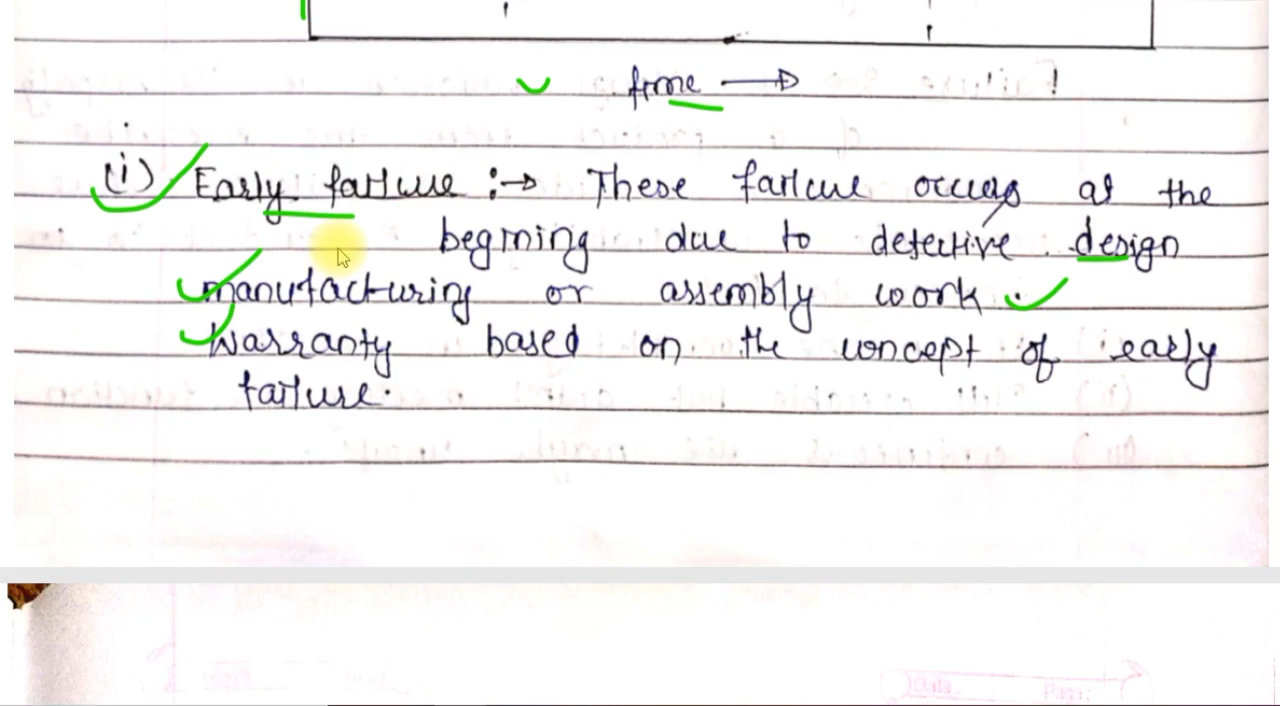 time →
(i) Early failure :→ These failure occurs at the
beginning due to defective design
manufacturing or assembly work.
Warranty based on the concept of early
failure.